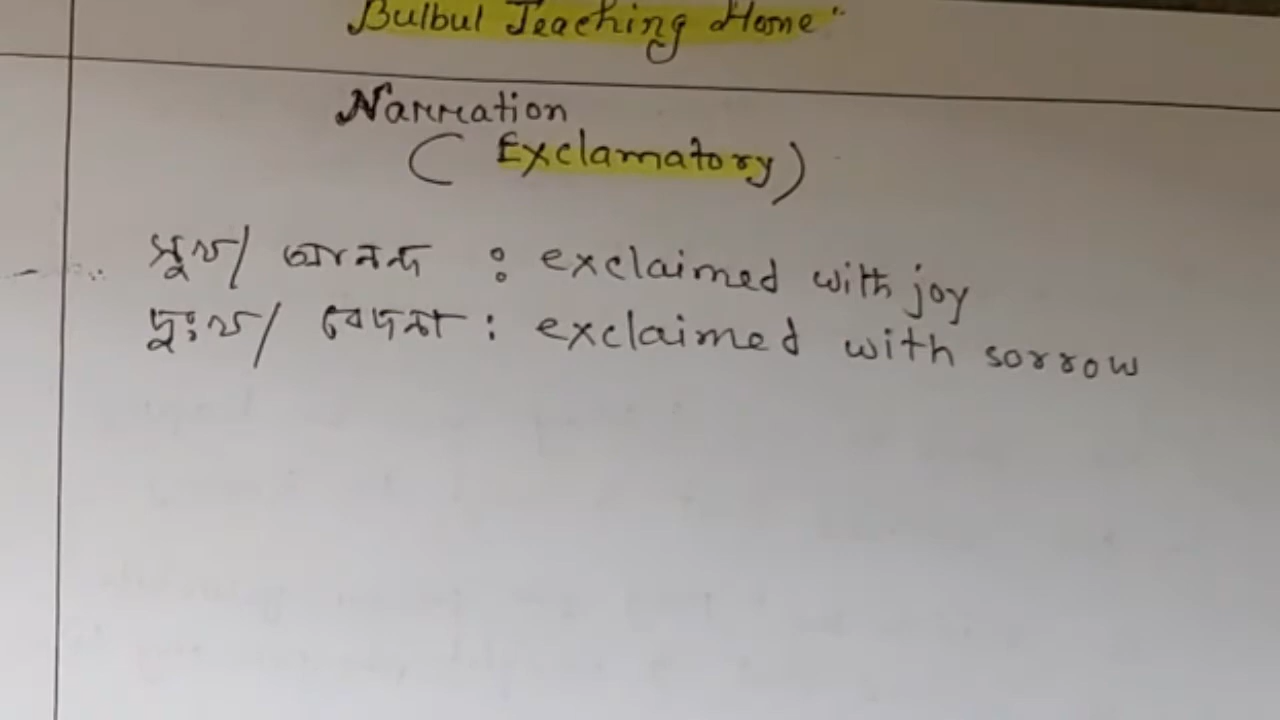 Bulbul Teaching Home"
Narration
(Exclamatory)
সুখ/ আনন্দ : exclaimed with joy
দুঃখ/ বেদনা : exclaimed with sorrow